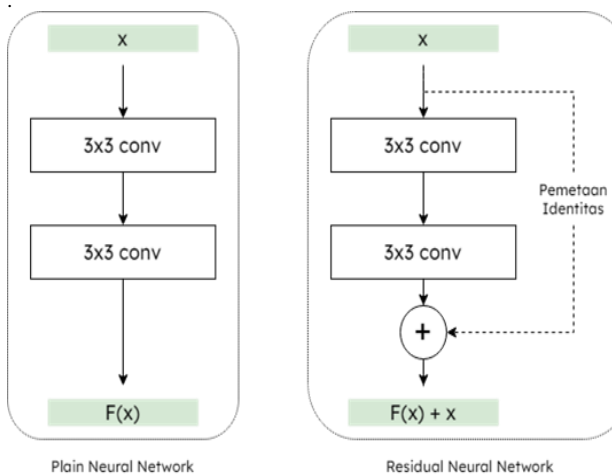 x
3x3 conv
3x3 conv
F(x)
Plain Neural Network
x
3x3 conv
3x3 conv
+
Pemetaan
Identitas
F(x) + x
Residual Neural Network